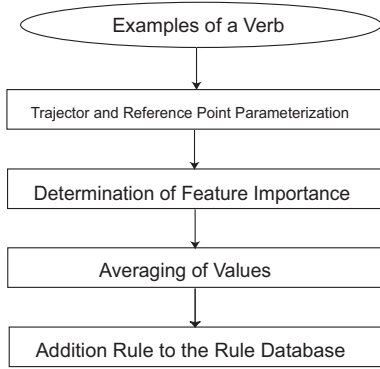 Examples of a Verb
Trajector and Reference Point Parameterization
Determination of Feature Importance
Averaging of Values
Addition Rule to the Rule Database